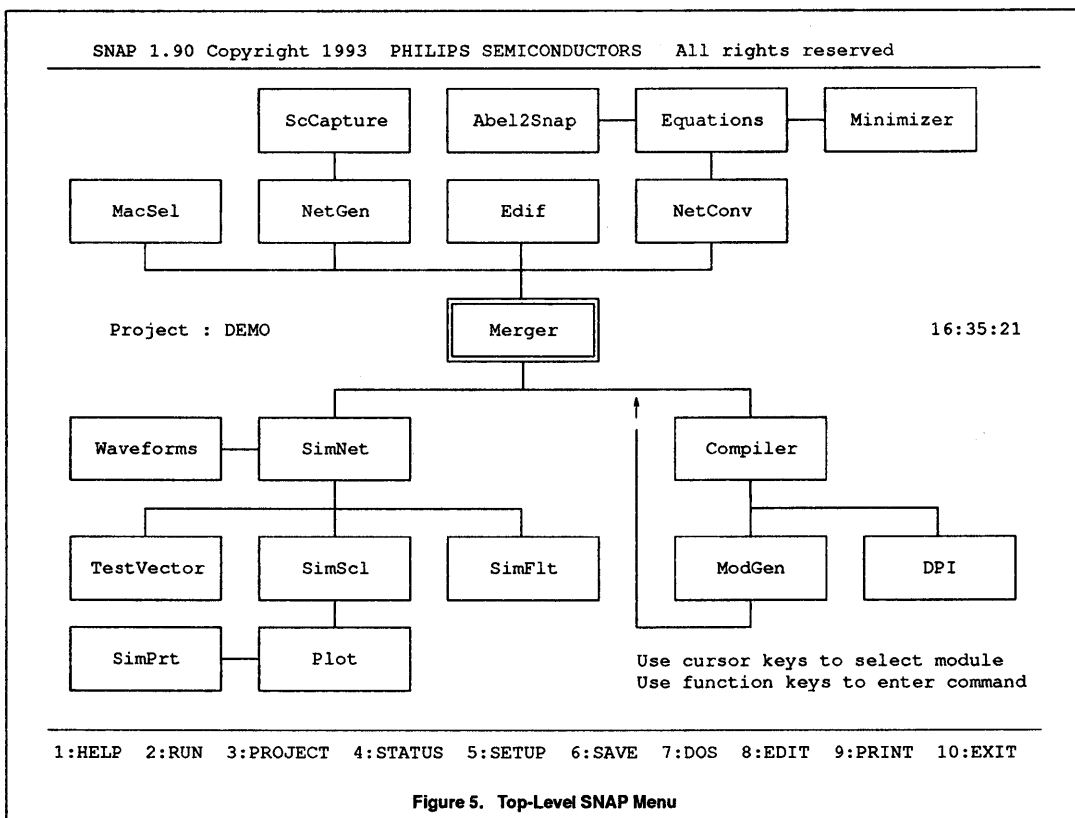 SNAP 1.90 Copyright 1993 PHILIPS SEMICONDUCTORS All rights reserved
ScCapture Abel2Snap Equations Minimizer
MacSel NetGen Edif NetConv
Project : DEMO Merger 16:35:21
Waveforms SimNet Compiler
TestVector SimScl SimFlt ModGen DPI
SimPrt Plot
Use cursor keys to select module
Use function keys to enter command
1:HELP 2:RUN 3:PROJECT 4:STATUS 5:SETUP 6:SAVE 7:DOS 8:EDIT 9:PRINT 10:EXIT
Figure 5. Top-Level SNAP Menu